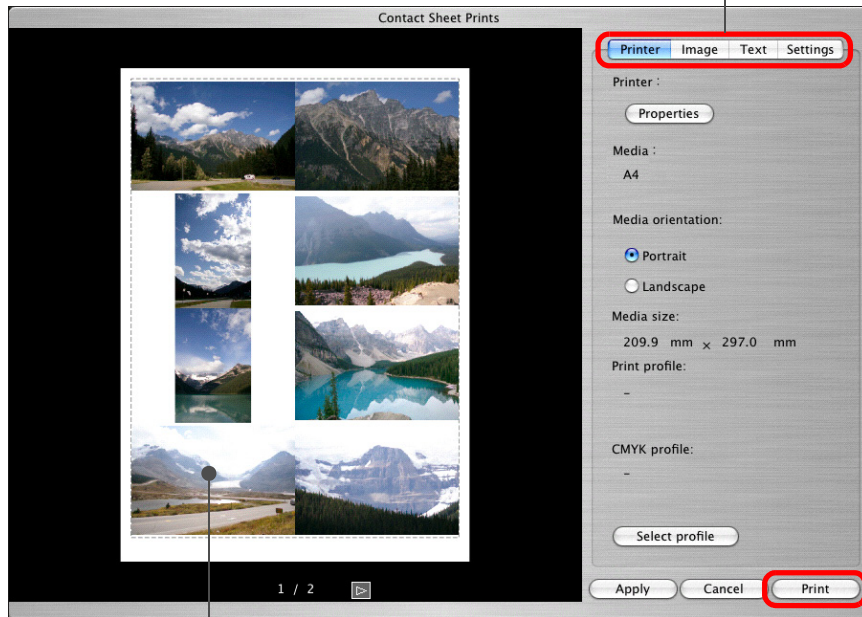 Contact Sheet Prints
Printer Image Text Settings
Printer :
Properties
Media :
A4
Media orientation:
Portrait
Landscape
Media size:
209.9 mm × 297.0 mm
Print profile:
–
CMYK profile:
–
Select profile
1 / 2
Apply Cancel Print